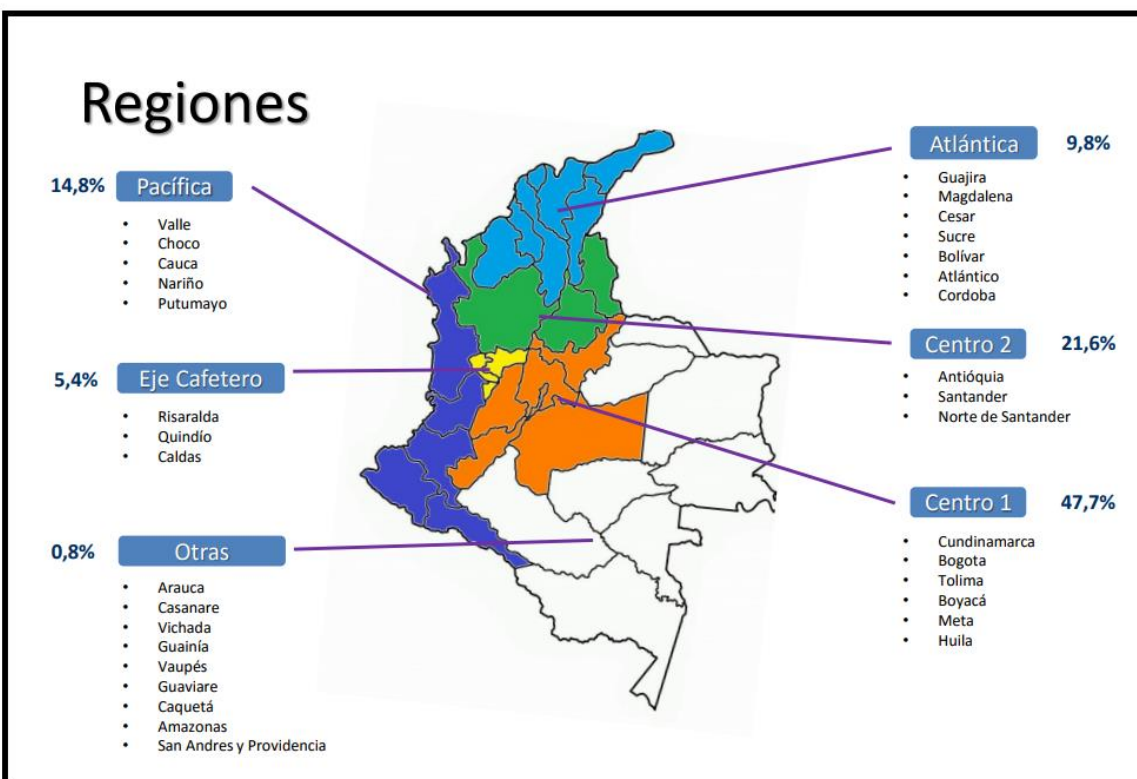 Regiones
14,8%
Pacífica
• Valle
• Choco
• Cauca
• Nariño
• Putumayo
5,4%
Eje Cafetero
• Risaralda
• Quindío
• Caldas
0,8%
Otras
• Arauca
• Casanare
• Vichada
• Guainía
• Vaupés
• Guaviare
• Caquetá
• Amazonas
• San Andres y Providencia
Atlántica
9,8%
• Guajira
• Magdalena
• Cesar
• Sucre
• Bolívar
• Atlántico
• Cordoba
Centro 2
21,6%
• Antióquia
• Santander
• Norte de Santander
Centro 1
47,7%
• Cundinamarca
• Bogota
• Tolima
• Boyacá
• Meta
• Huila